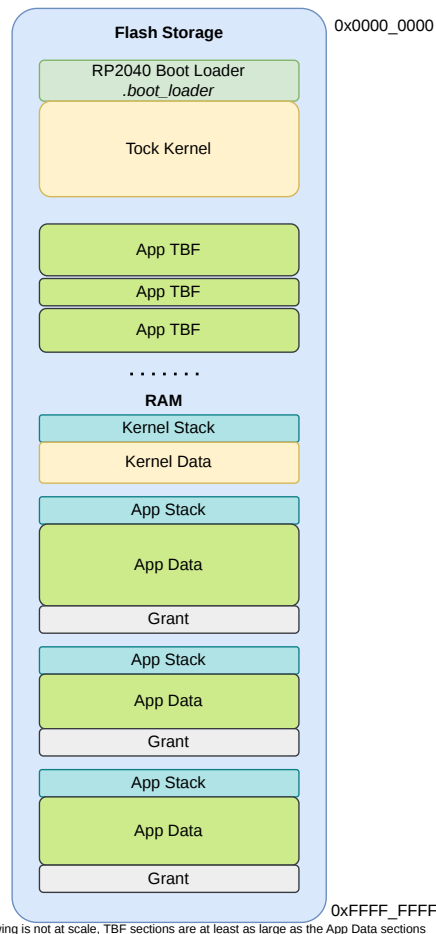 Flash Storage
0x0000_0000
RP2040 Boot Loader
.boot_loader
Tock Kernel
App TBF
App TBF
App TBF
.......
RAM
Kernel Stack
Kernel Data
App Stack
App Data
Grant
App Stack
App Data
Grant
App Stack
App Data
Grant
0xFFFF_FFFF
is not at scale, TBF sections are at least as large as the App Data sections